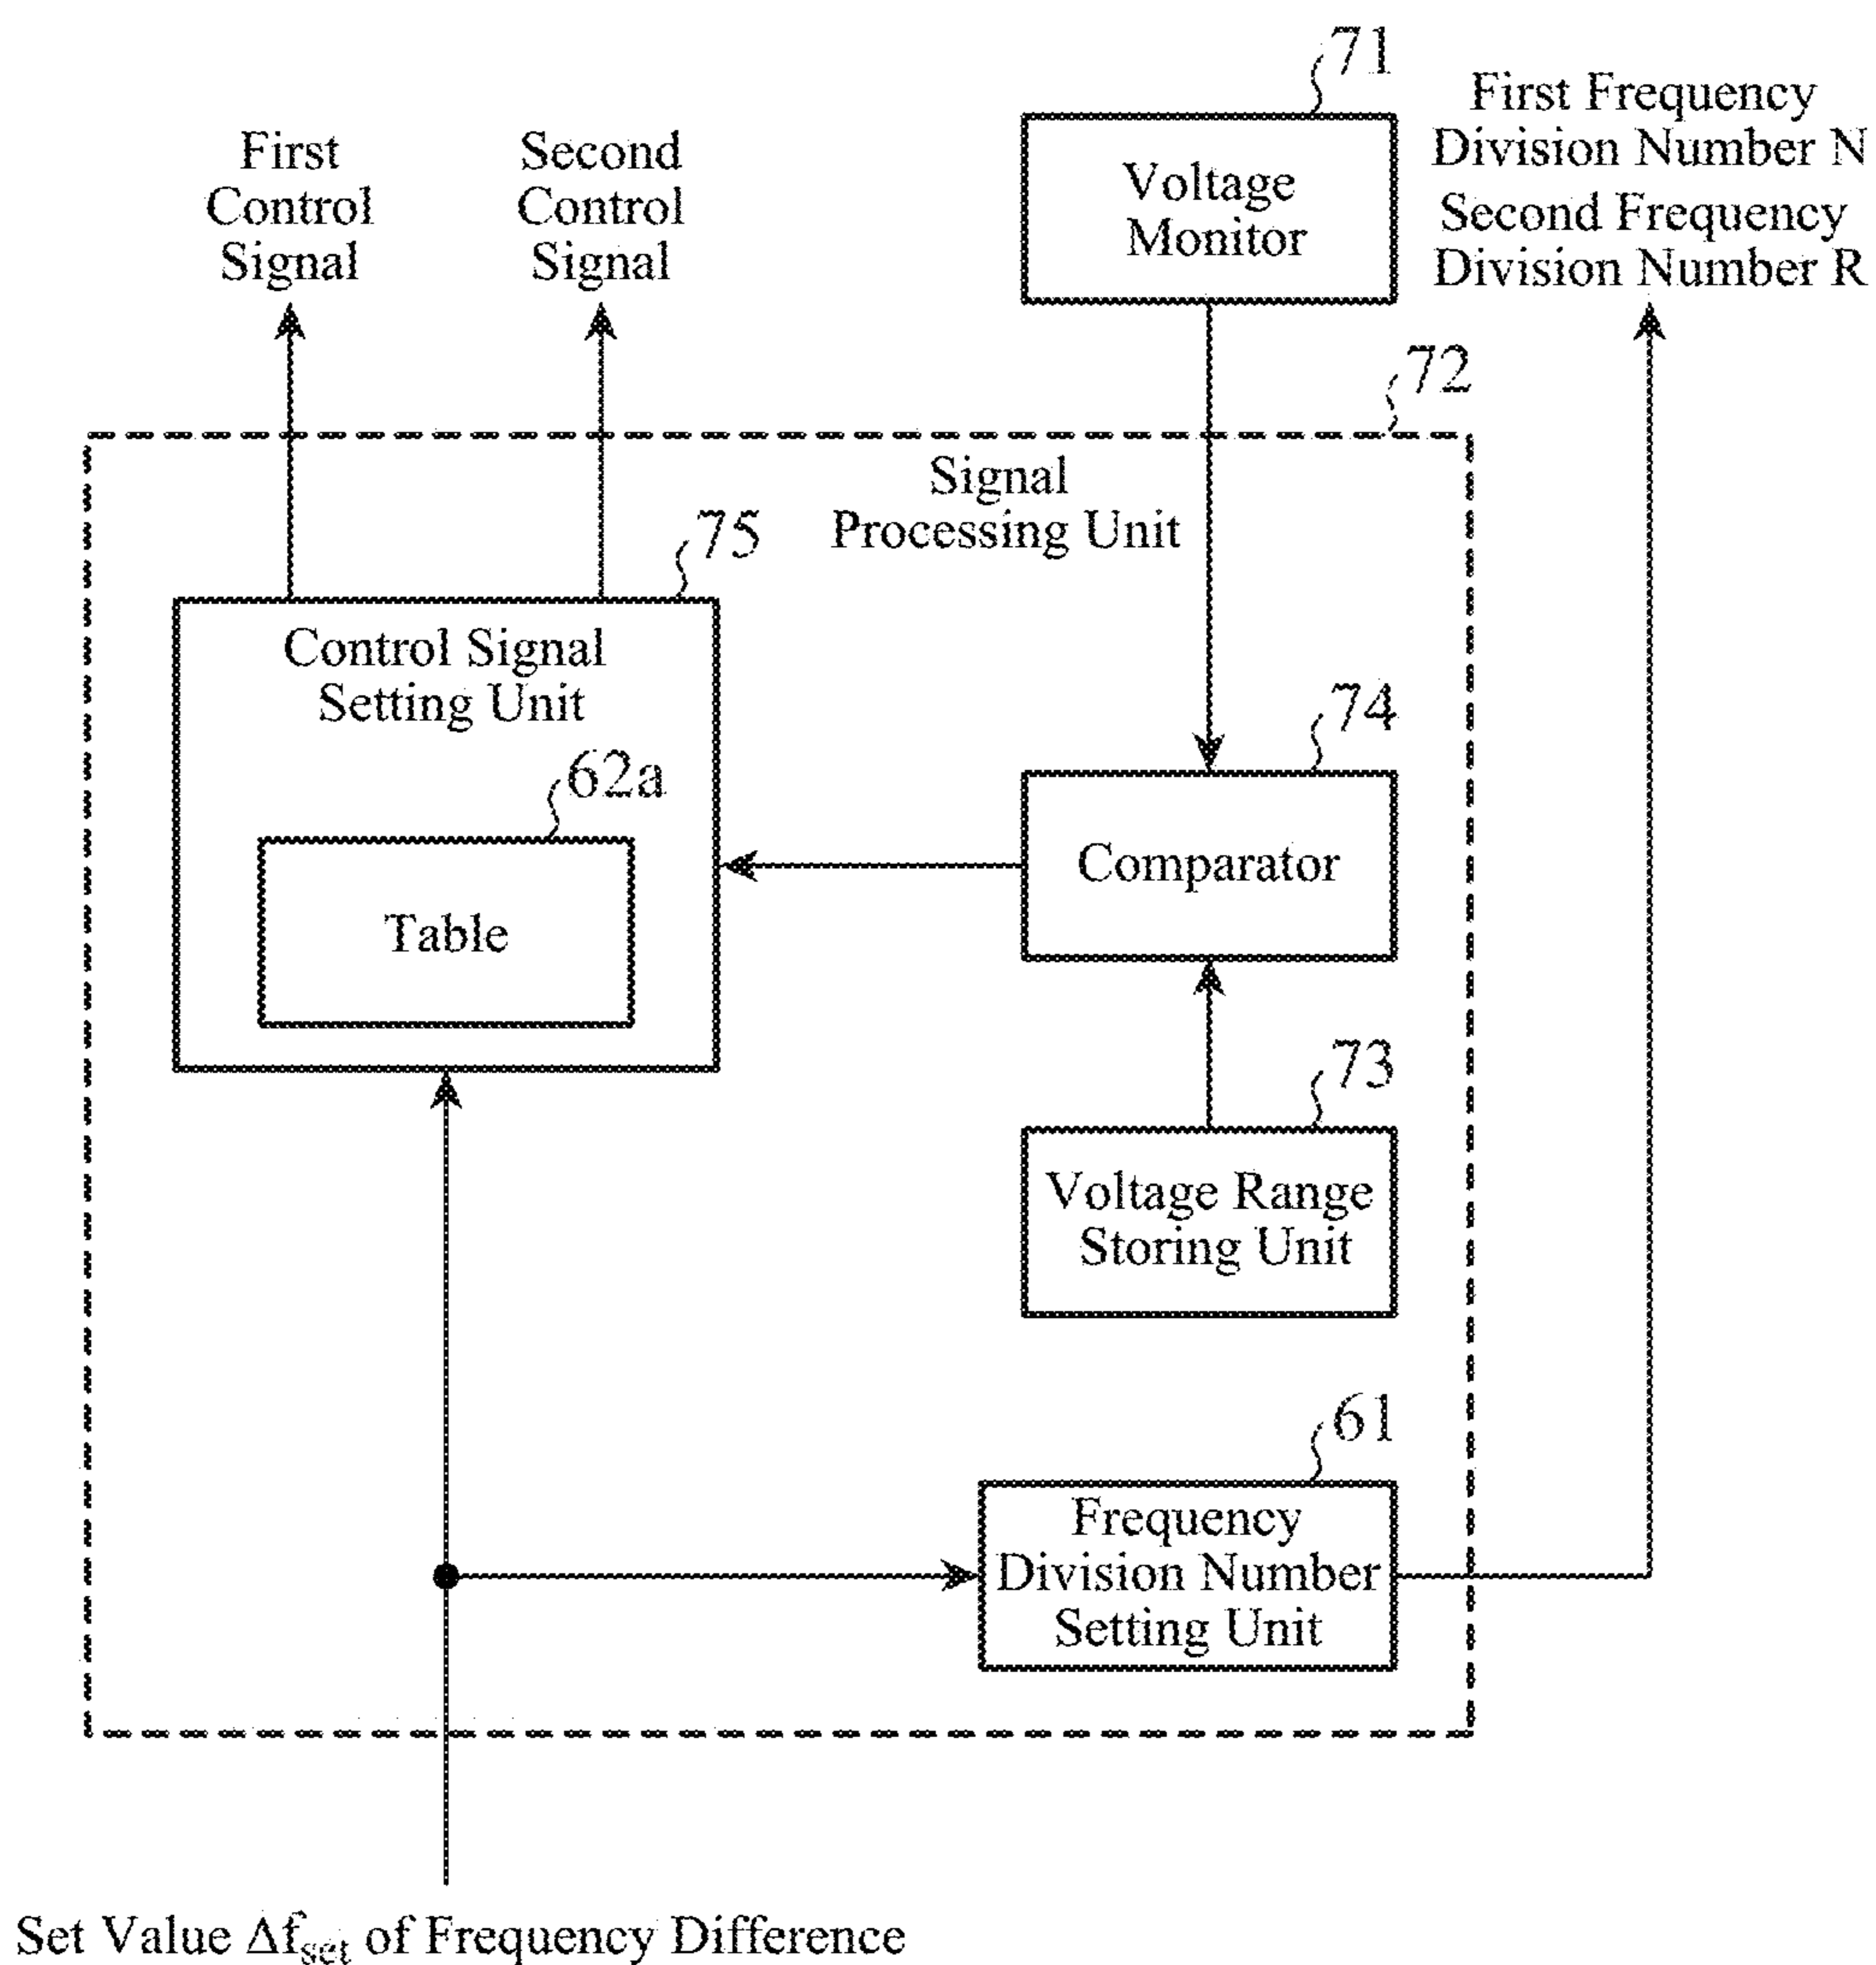 71
First Frequency
Division Number N
Second Frequency
Division Number R
First
Control
Signal
Second
Control
Signal
Voltage
Monitor
72
Signal
Processing Unit
75
Control Signal
Setting Unit
74
62a
Comparator
Table
73
Voltage Range
Storing Unit
61
Frequency
Division Number
Setting Unit
Set Value Δfset of Frequency Difference